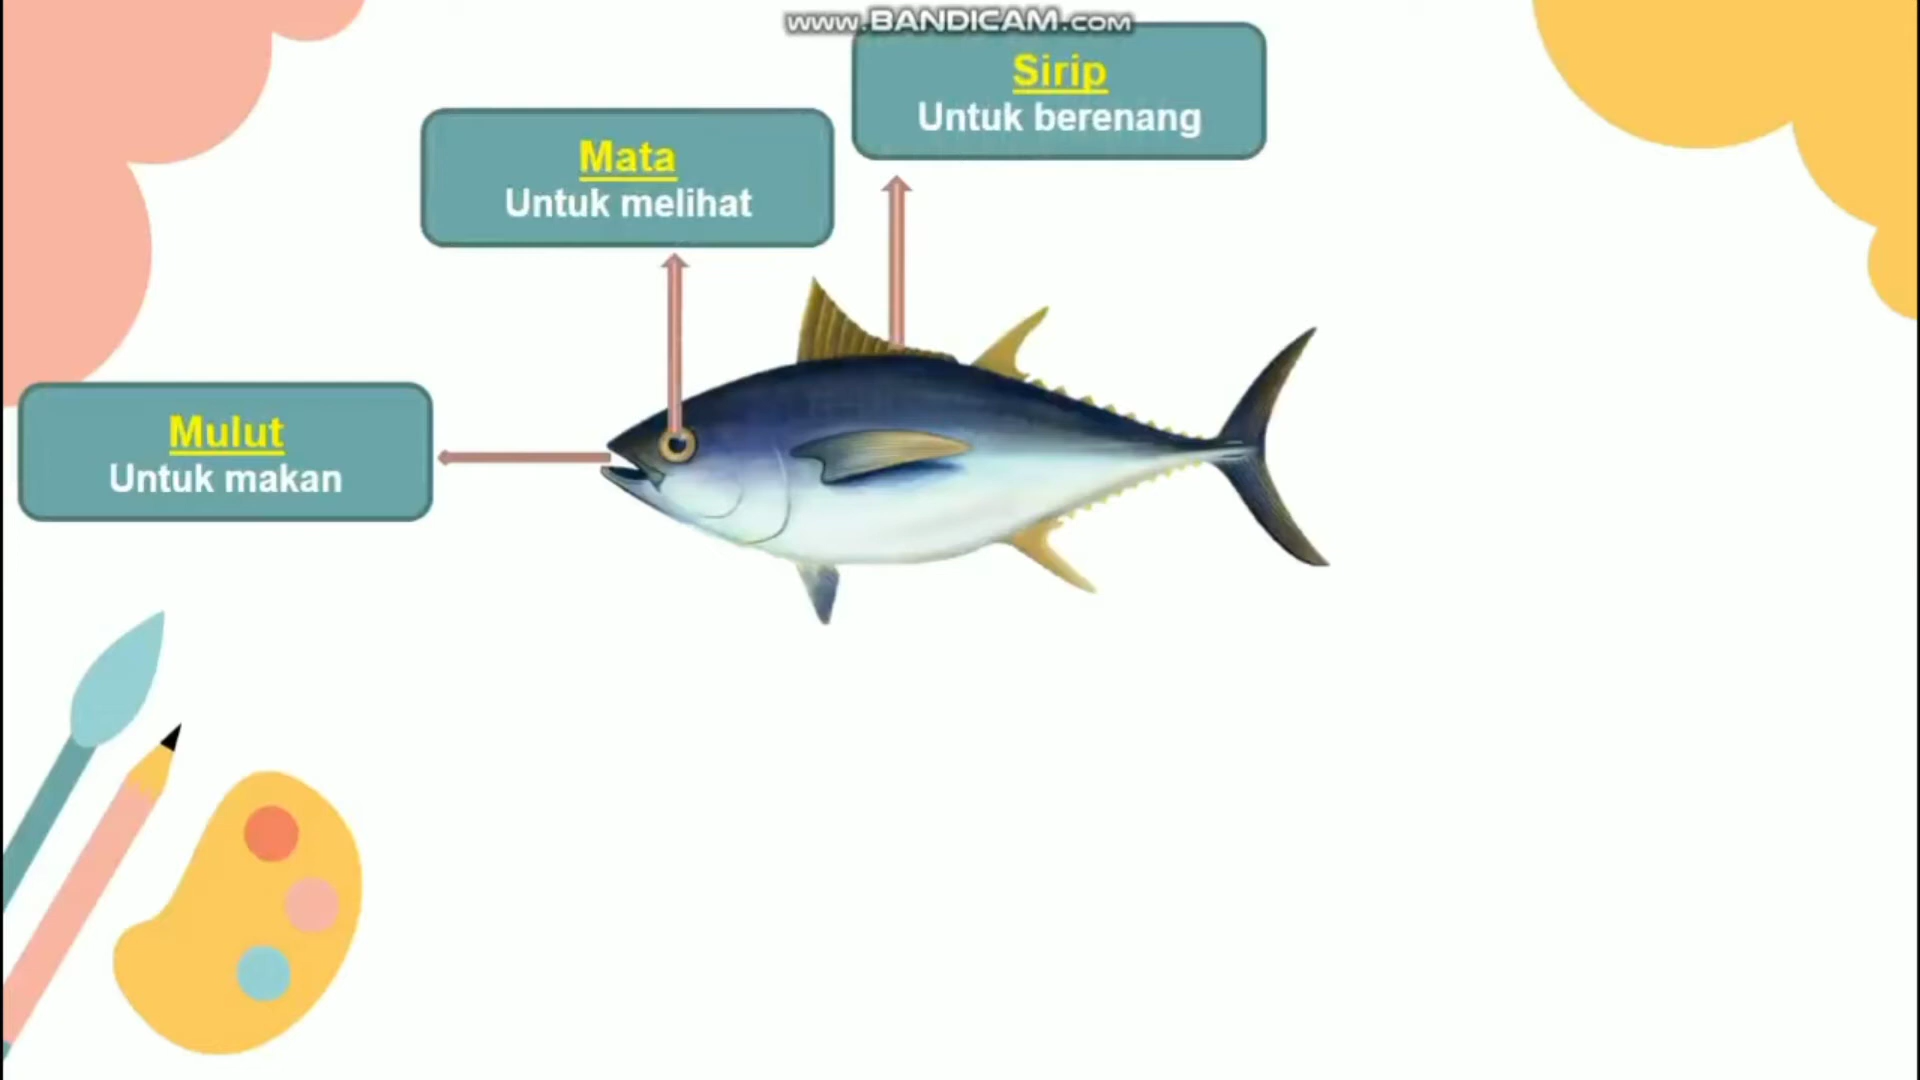 www.BANDICAM.com
Sirip
Untuk berenang
Mata
Untuk melihat
Mulut
Untuk makan